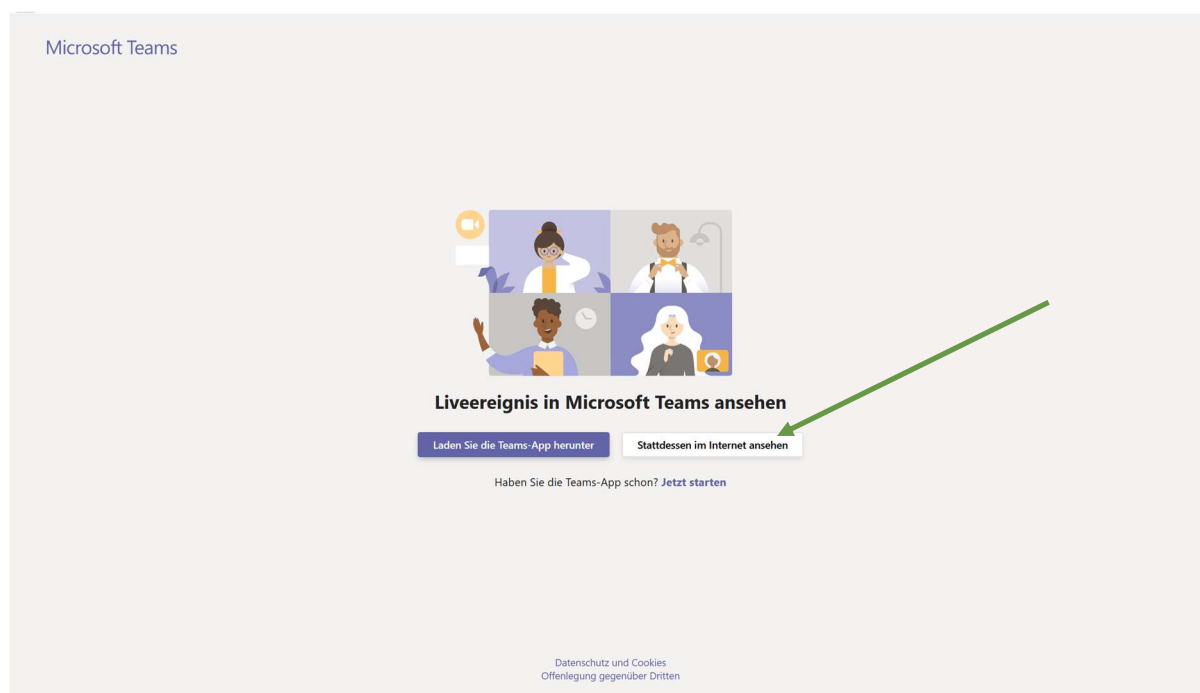 Microsoft Teams
Liveereignis in Microsoft Teams ansehen
Laden Sie die Teams-App herunter
Stattdessen im Internet ansehen
Haben Sie die Teams-App schon? Jetzt starten
Datenschutz und Cookies
Offenlegung gegenüber Dritten